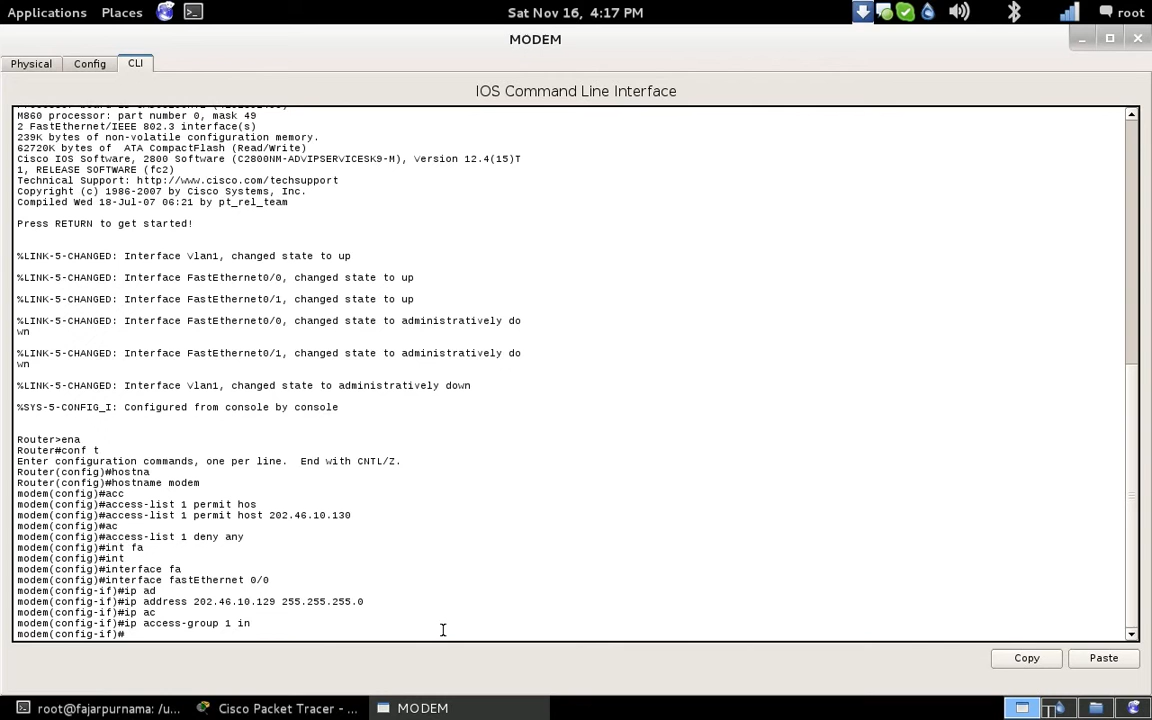 Applications Places Sat Nov 16, 4:17 PM root
MODEM
Physical Config CLI
IOS Command Line Interface
M860 processor: part number 0, mask 49
2 FastEthernet/IEEE 802.3 interface(s)
239K bytes of non-volatile configuration memory.
62720K bytes of ATA CompactFlash (Read/Write)
Cisco IOS Software, 2800 Software (C2800NM-ADVIPSERVICESK9-M), Version 12.4(15)T
1, RELEASE SOFTWARE (fc2)
Technical Support: http://www.cisco.com/techsupport
Copyright (c) 1986-2007 by Cisco Systems, Inc.
Compiled Wed 18-Jul-07 06:21 by pt_rel_team
Press RETURN to get started!
%LINK-5-CHANGED: Interface Vlan1, changed state to up
%LINK-5-CHANGED: Interface FastEthernet0/0, changed state to up
%LINK-5-CHANGED: Interface FastEthernet0/1, changed state to up
%LINK-5-CHANGED: Interface FastEthernet0/0, changed state to administratively do
wn
%LINK-5-CHANGED: Interface FastEthernet0/1, changed state to administratively do
wn
%LINK-5-CHANGED: Interface Vlan1, changed state to administratively down
%SYS-5-CONFIG_I: Configured from console by console
Router>ena
Router#conf t
Enter configuration commands, one per line.  End with CNTL/Z.
Router(config)#hostna
Router(config)#hostname modem
modem(config)#acc
modem(config)#access-list 1 permit hos
modem(config)#access-list 1 permit host 202.46.10.130
modem(config)#ac
modem(config)#access-list 1 deny any
modem(config)#int fa
modem(config)#int
modem(config)#interface fa
modem(config)#interface fastEthernet 0/0
modem(config-if)#ip ad
modem(config-if)#ip address 202.46.10.129 255.255.255.0
modem(config-if)#ip ac
modem(config-if)#ip access-group 1 in
modem(config-if)#
Copy Paste
root@fajarpurnama: /u... Cisco Packet Tracer - ... MODEM